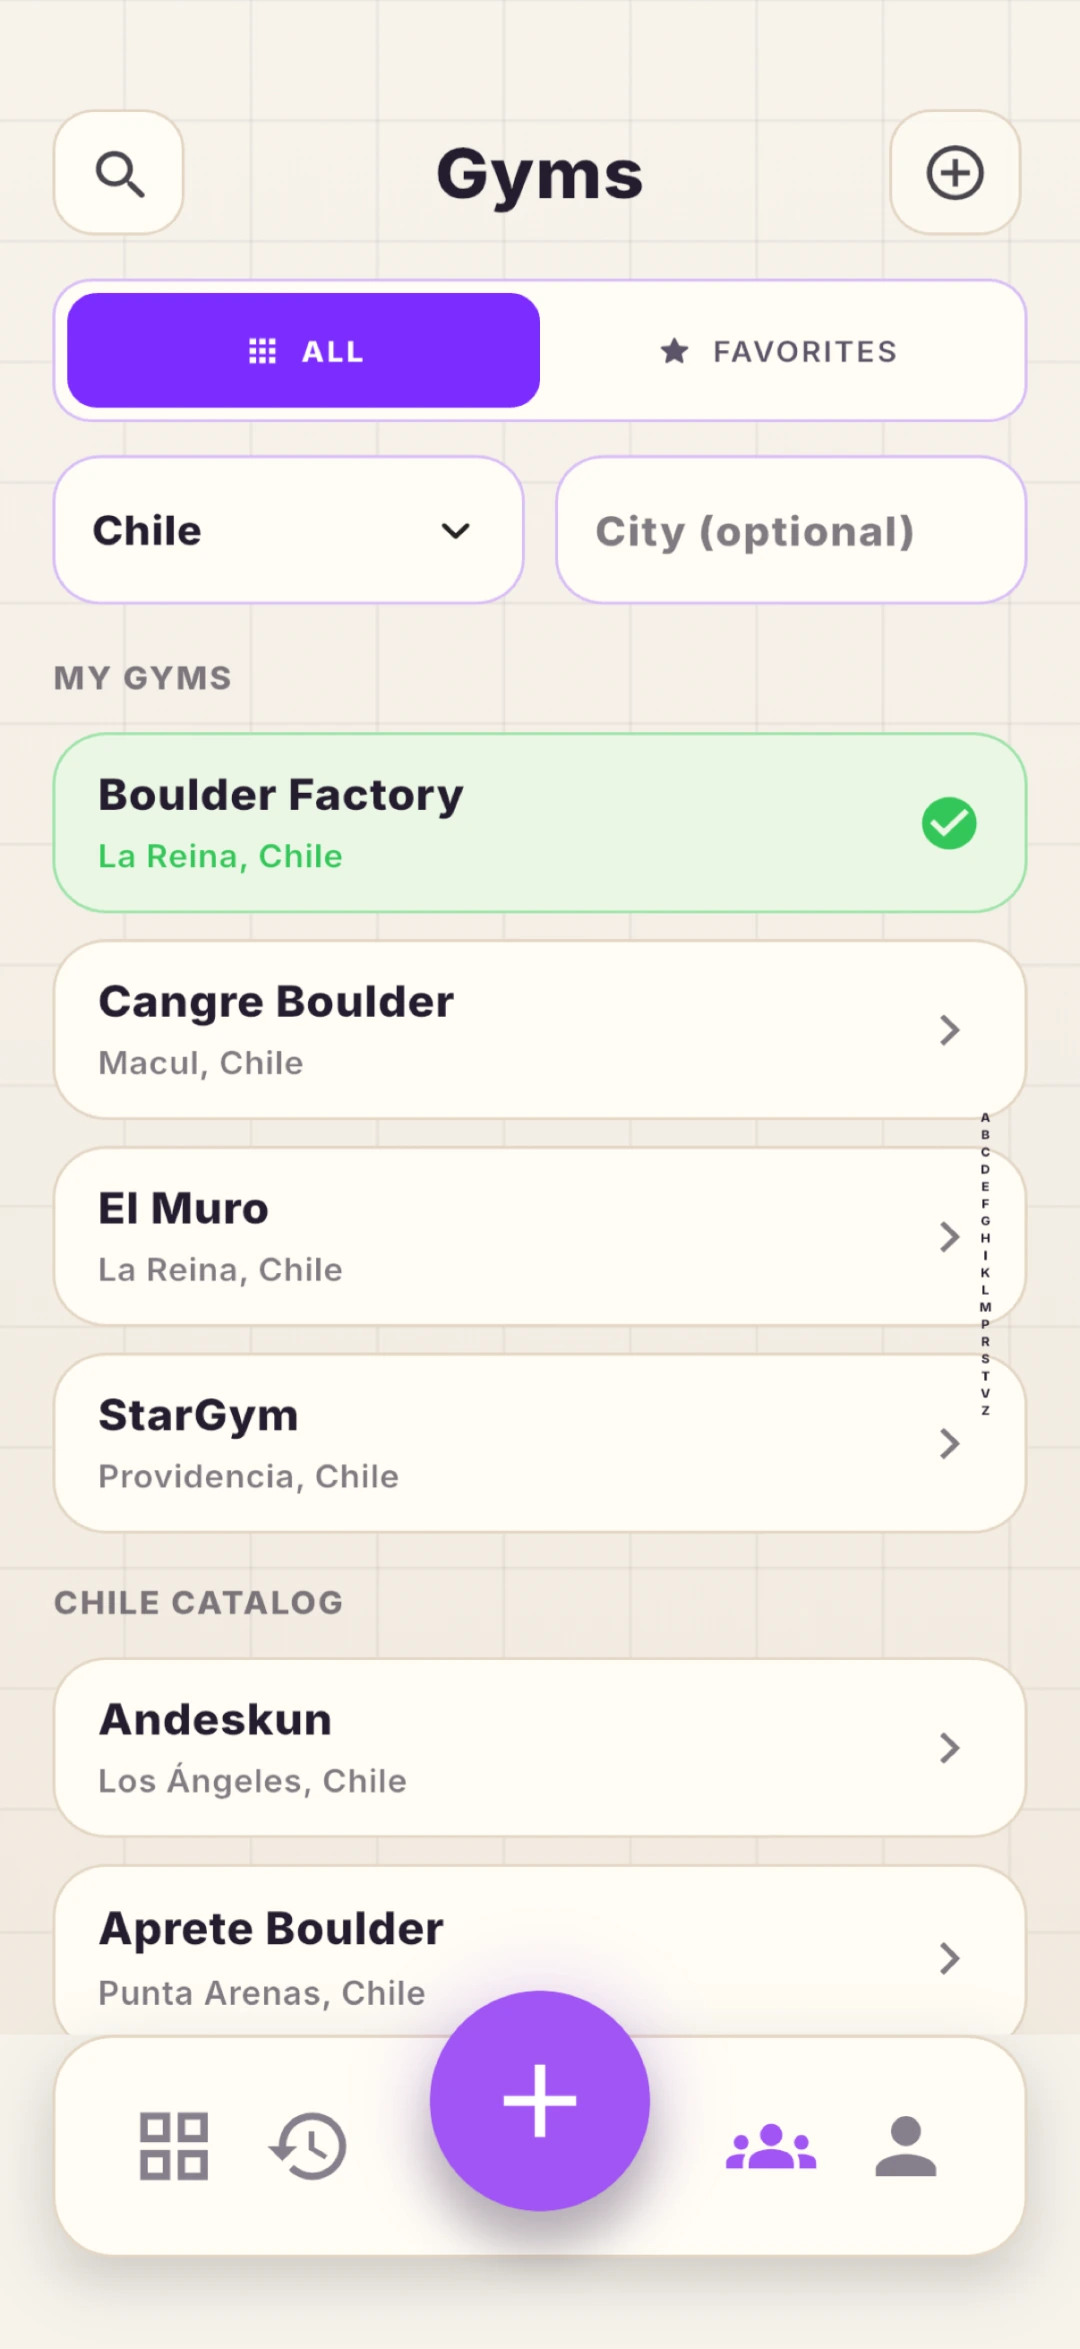 Gyms
ALL
FAVORITES
Chile
City (optional)
MY GYMS
Boulder Factory
La Reina, Chile
Cangre Boulder
Macul, Chile
El Muro
La Reina, Chile
StarGym
Providencia, Chile
A
B
C
D
E
F
G
H
I
K
L
M
P
R
S
T
V
Z
CHILE CATALOG
Andeskun
Los Ángeles, Chile
Aprete Boulder
Punta Arenas, Chile